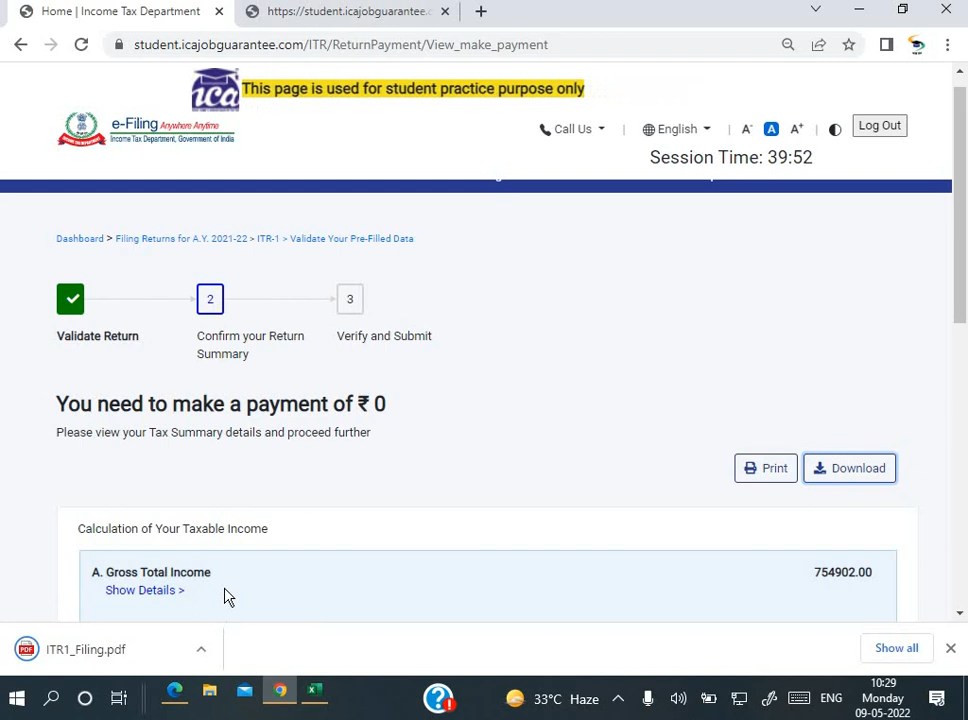 Home | Income Tax Department
https://student.icajobguarantee.c
student.icajobguarantee.com/ITR/ReturnPayment/View_make_payment
ica
This page is used for student practice purpose only
e-Filing Anywhere Anytime
Income Tax Department, Government of India
Call Us
English
A-
A
A+
Log Out
Session Time: 39:52
Dashboard > Filing Returns for A.Y. 2021-22 > ITR-1 > Validate Your Pre-Filled Data
2
3
Validate Return
Confirm your Return Summary
Verify and Submit
You need to make a payment of ₹ 0
Please view your Tax Summary details and proceed further
Print
Download
Calculation of Your Taxable Income
A. Gross Total Income
754902.00
Show Details >
PDF
ITR1_Filing.pdf
Show all
33°C Haze
ENG
10:29
Monday
09-05-2022